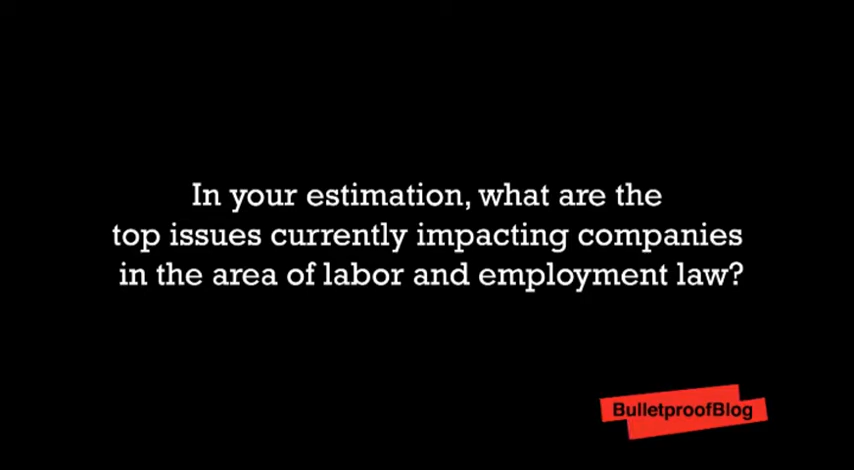 In your estimation, what are the
top issues currently impacting companies
in the area of labor and employment law?
BulletproofBlog